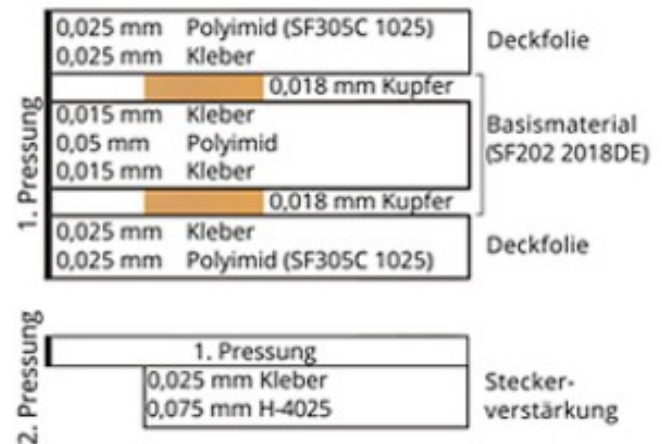 0,025 mm Polyimid (SF305C 1025)
0,025 mm Kleber
Deckfolie
0,018 mm Kupfer
0,015 mm Kleber
0,05 mm Polyimid
0,015 mm Kleber
Basismaterial
(SF202 2018DE)
0,018 mm Kupfer
0,025 mm Kleber
0,025 mm Polyimid (SF305C 1025)
Deckfolie
1. Pressung
1. Pressung
0,025 mm Kleber
0,075 mm H-4025
Stecker-
verstärkung
2. Pressung